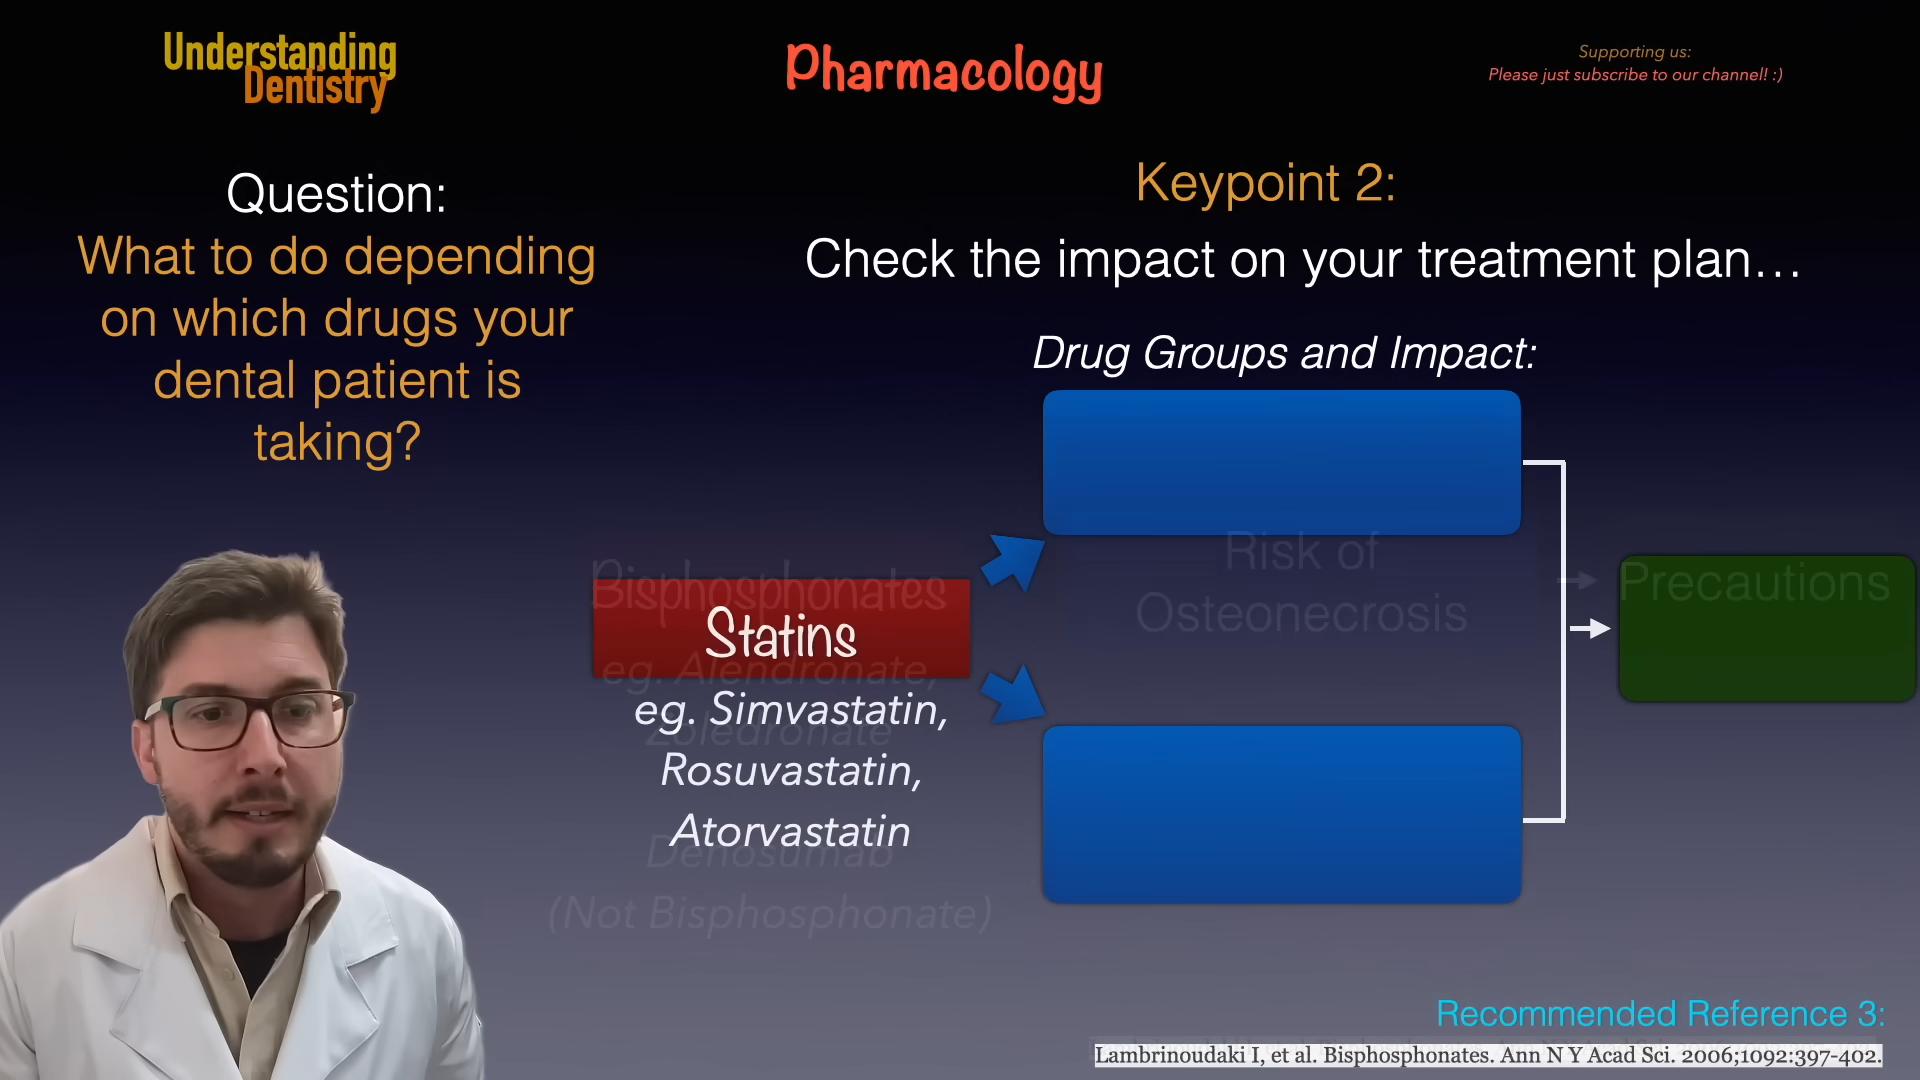 Understanding
Dentistry
Pharmacology
Supporting us:
Please just subscribe to our channel! :)
Question:
What to do depending
on which drugs your
dental patient is
taking?
Keypoint 2:
Check the impact on your treatment plan…
Drug Groups and Impact:
Bisphosphonates
Statins
eg. Alendronate,
eg. Simvastatin,
Zoledronate
Rosuvastatin,
Atorvastatin
Denosumab
(Not Bisphosphonate)
Risk of
Osteonecrosis
Precautions
Recommended Reference 3:
Lambrinoudaki I, et al. Bisphosphonates. Ann N Y Acad Sci. 2006;1092:397-402.